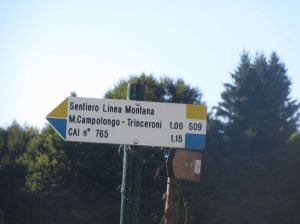 Sentiero Linea Montana
M.Campolongo - Trinceroni 1.00 S09
CAI n° 765 1.15